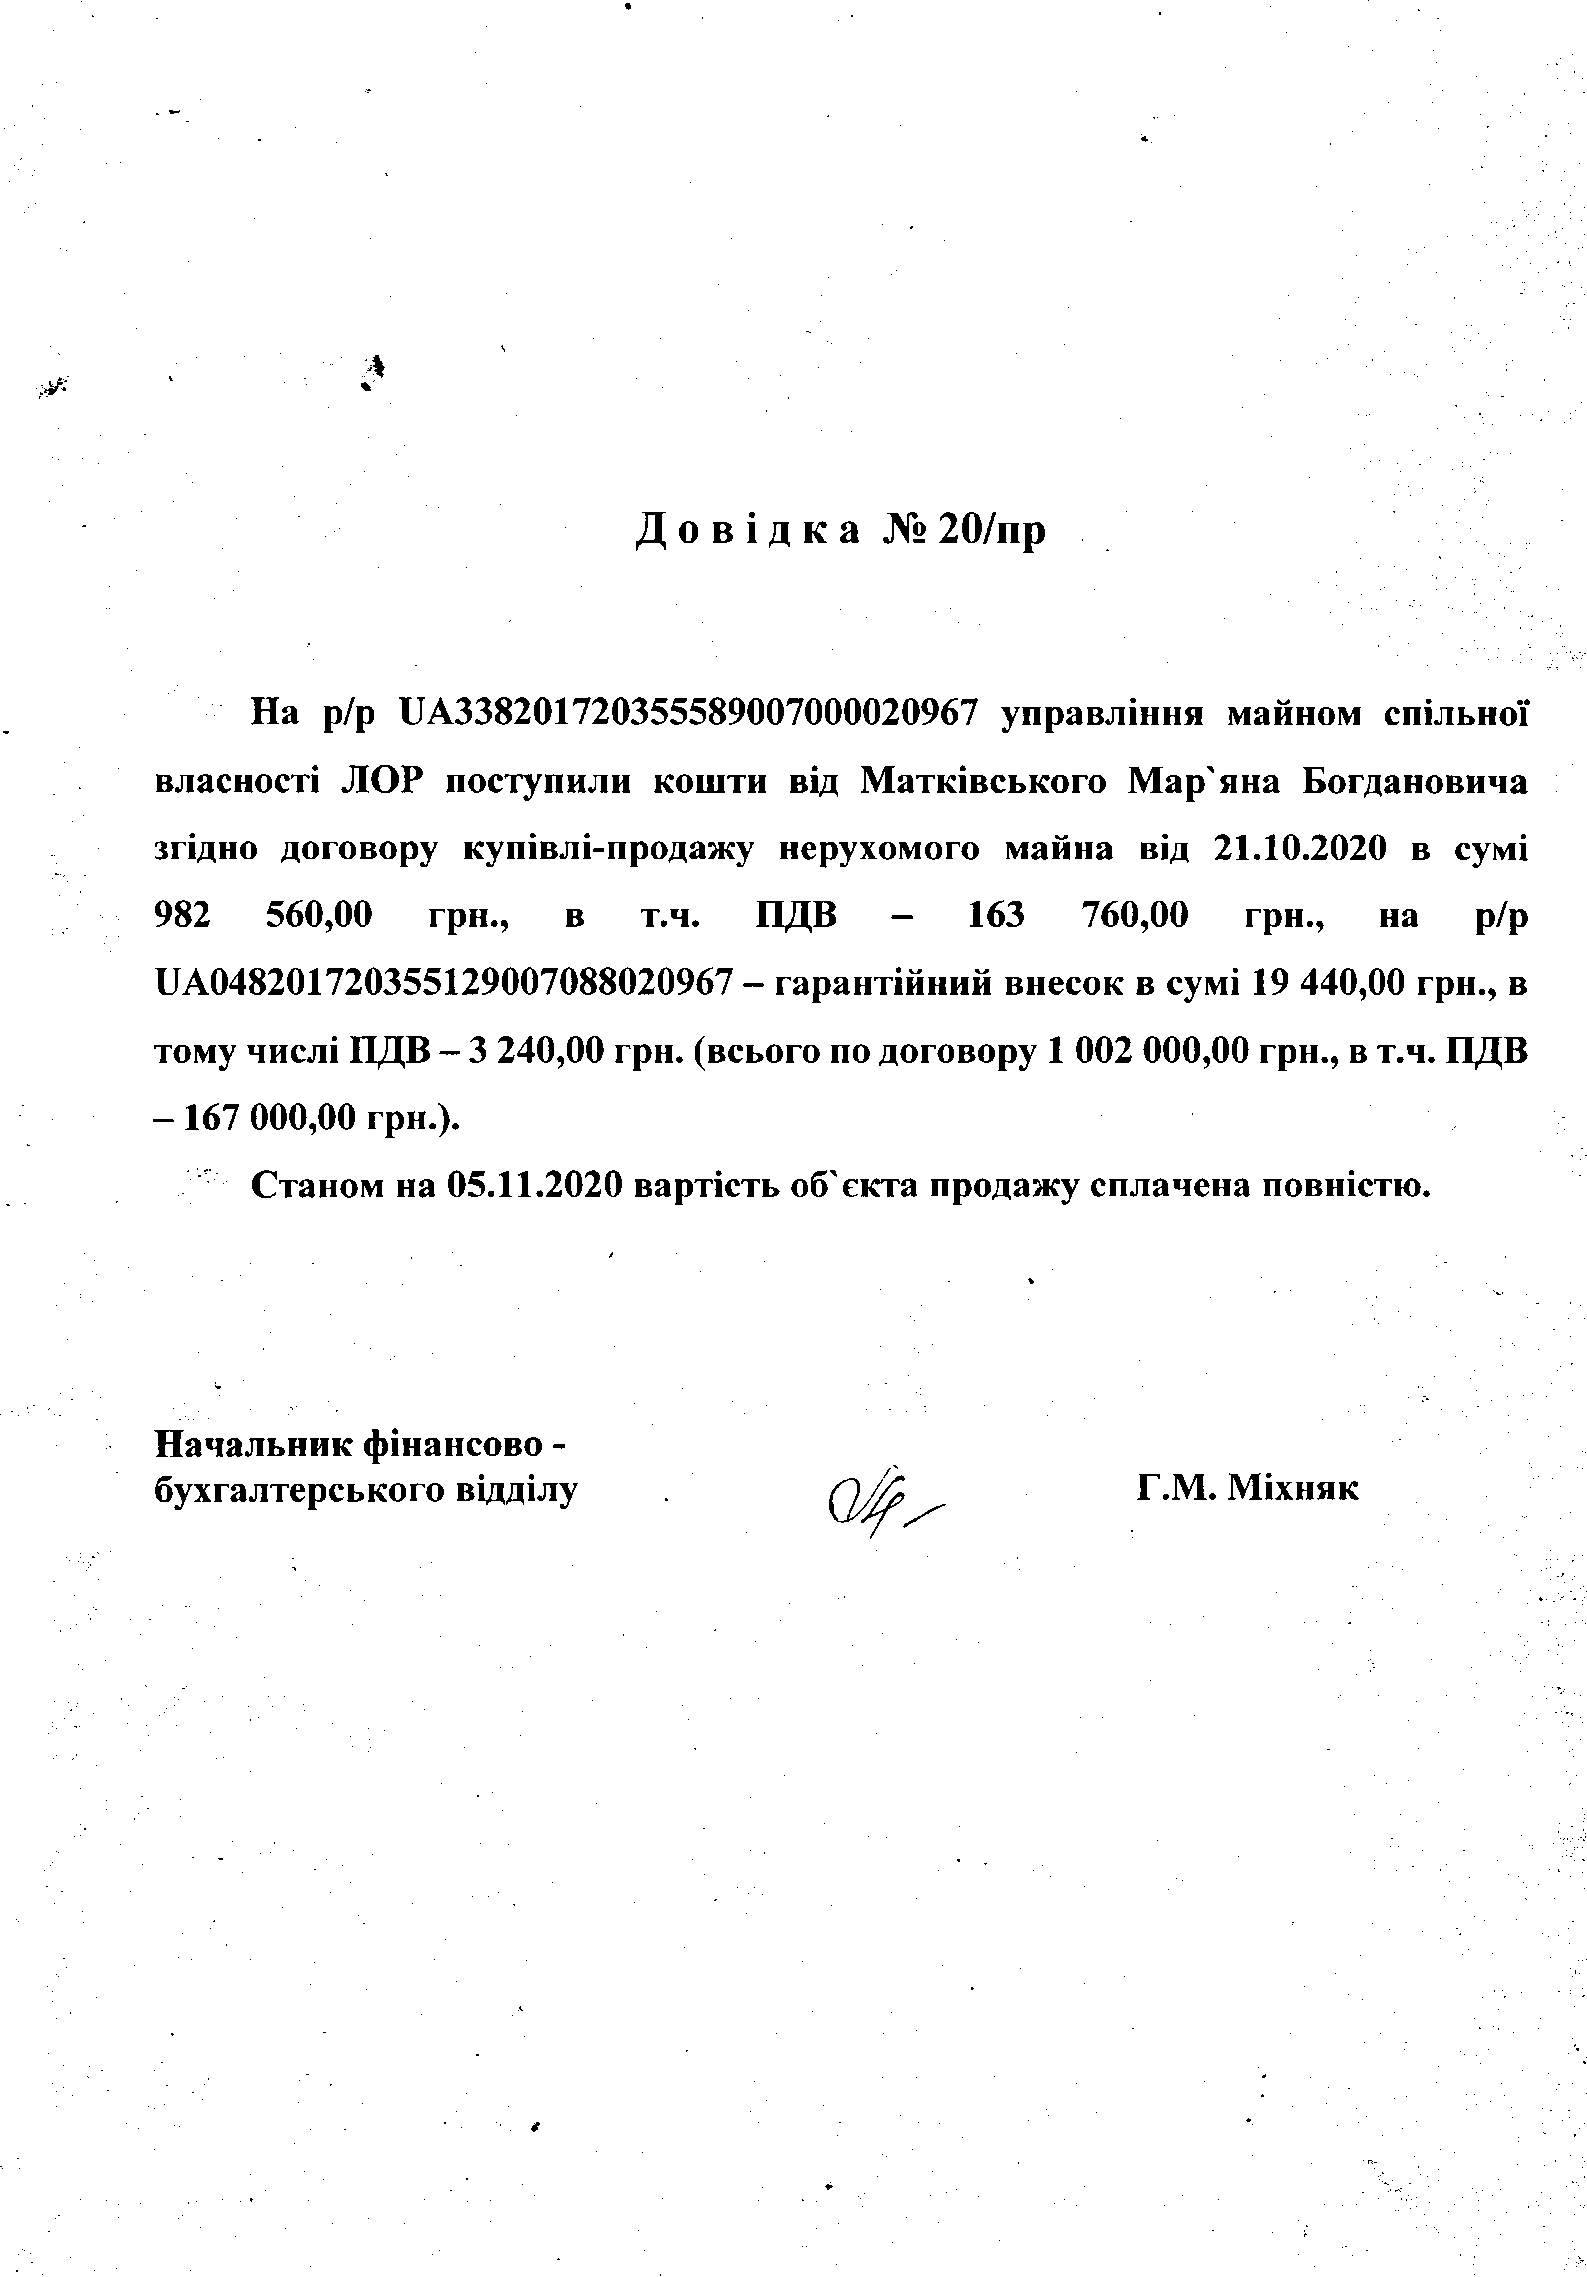 Довідка № 20/пр
На р/р UA338201720355589007000020967 управління майном спільної
власності ЛОР поступили кошти від Матківського Мар`яна Богдановича
згідно договору купівлі-продажу нерухомого майна від 21.10.2020 в сумі
982 560,00 грн., в т.ч. ПДВ – 163 760,00 грн., на р/р
UA048201720355129007088020967 – гарантійний внесок в сумі 19 440,00 грн., в
тому числі ПДВ – 3 240,00 грн. (всього по договору 1 002 000,00 грн., в т.ч. ПДВ
– 167 000,00 грн.).
Станом на 05.11.2020 вартість об`єкта продажу сплачена повністю.
Начальник фінансово -
бухгалтерського відділу
Г.М. Міхняк